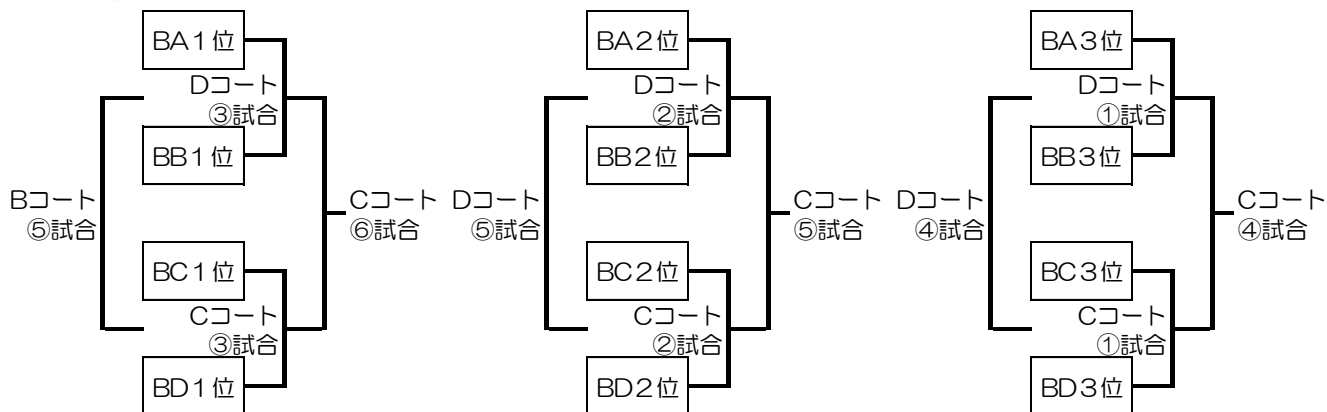 BA1位
Dコート
③試合
BB1位
Bコート
⑤試合
Cコート
⑥試合
BC1位
Cコート
③試合
BD1位
BA2位
Dコート
②試合
BB2位
Dコート
⑤試合
Cコート
⑤試合
BC2位
Cコート
②試合
BD2位
BA3位
Dコート
①試合
BB3位
Dコート
④試合
Cコート
④試合
BC3位
Cコート
①試合
BD3位